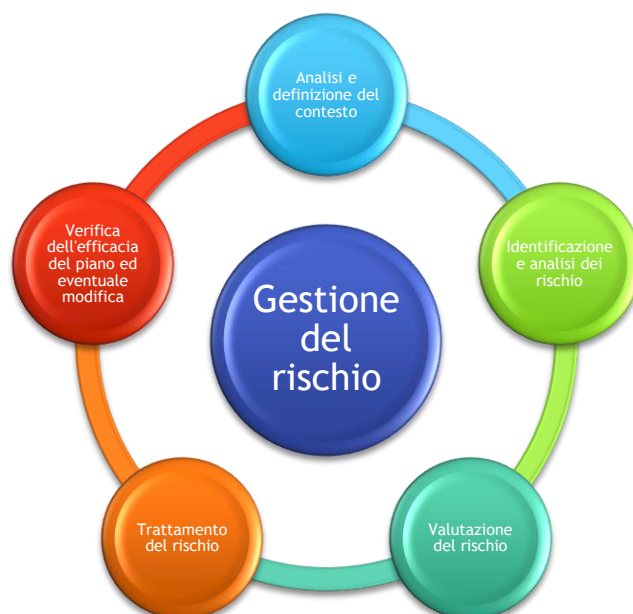 Analisi e
definizione del
contesto
Identificazione
e analisi dei
rischio
Valutazione
del rischio
Trattamento
del rischio
Verifica
dell'efficacia
del piano ed
eventuale
modifica
Gestione
del
rischio